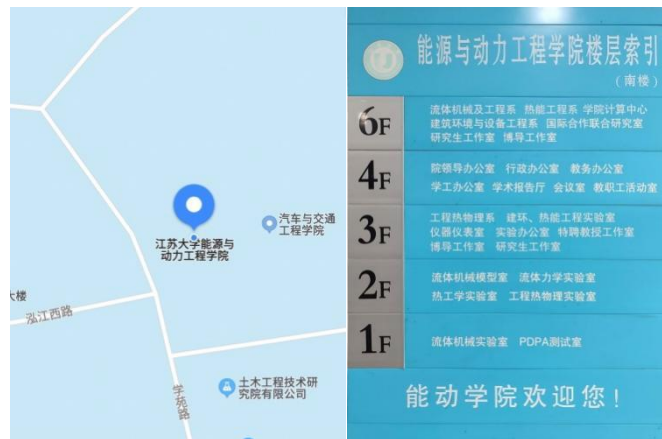 江苏大学能源与
动力工程学院
汽车与交通
工程学院
大楼
泓江西路
学苑路
土木工程技术研
究院有限公司
能源与动力工程学院楼层索引
(南楼)
6F
流体机械及工程系 热能工程系 学院计算中心
建筑环境与设备工程系 国际合作联合研究室
研究生工作室 博导工作室
4F
院领导办公室 行政办公室 教务办公室
学工办公室 学术报告厅 会议室 教职工活动室
3F
工程热物理系 建环、热能工程实验室
仪器仪表室 实验办公室 特聘教授工作室
博导工作室 研究生工作室
2F
流体机械模型室 流体力学实验室
热工学实验室 工程热物理实验室
1F
流体机械实验室 PDPA测试室
能动学院欢迎您!